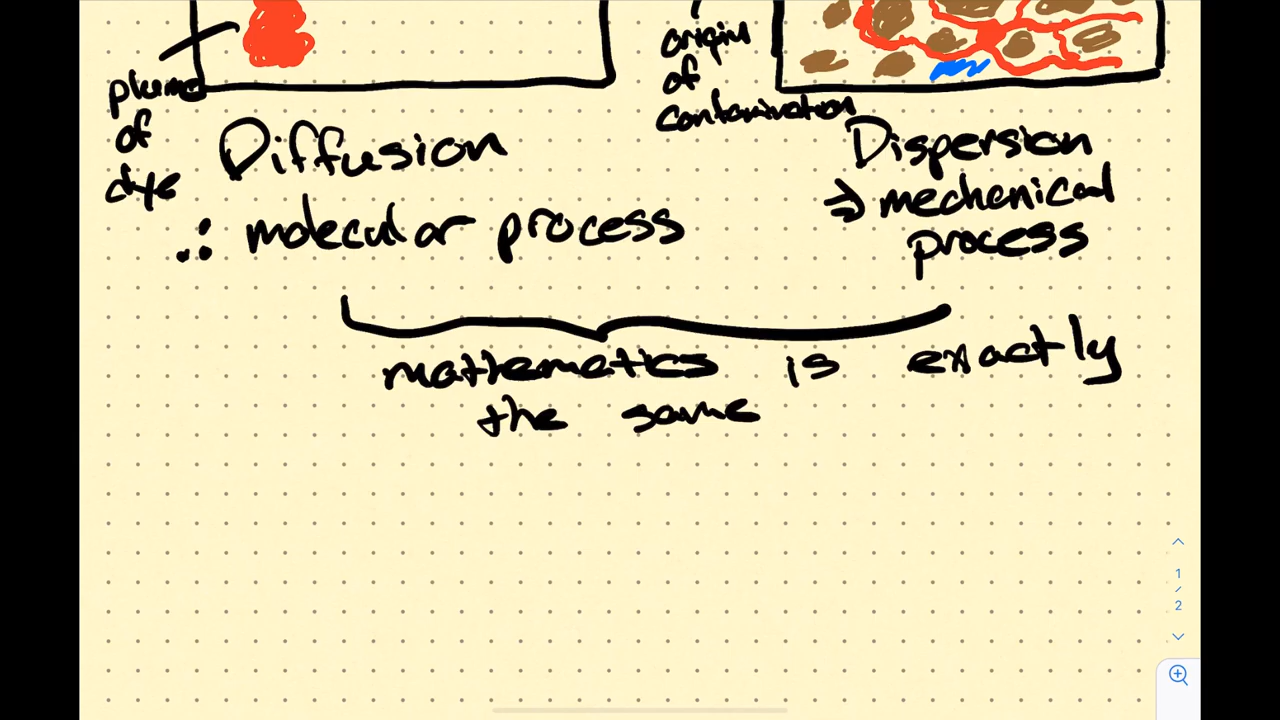 plume
of
dye
origin
of
contamination
Diffusion
∴ molecular process
Dispersion
⇒ mechanical
process
mathematics is exactly
the same
1
/
2